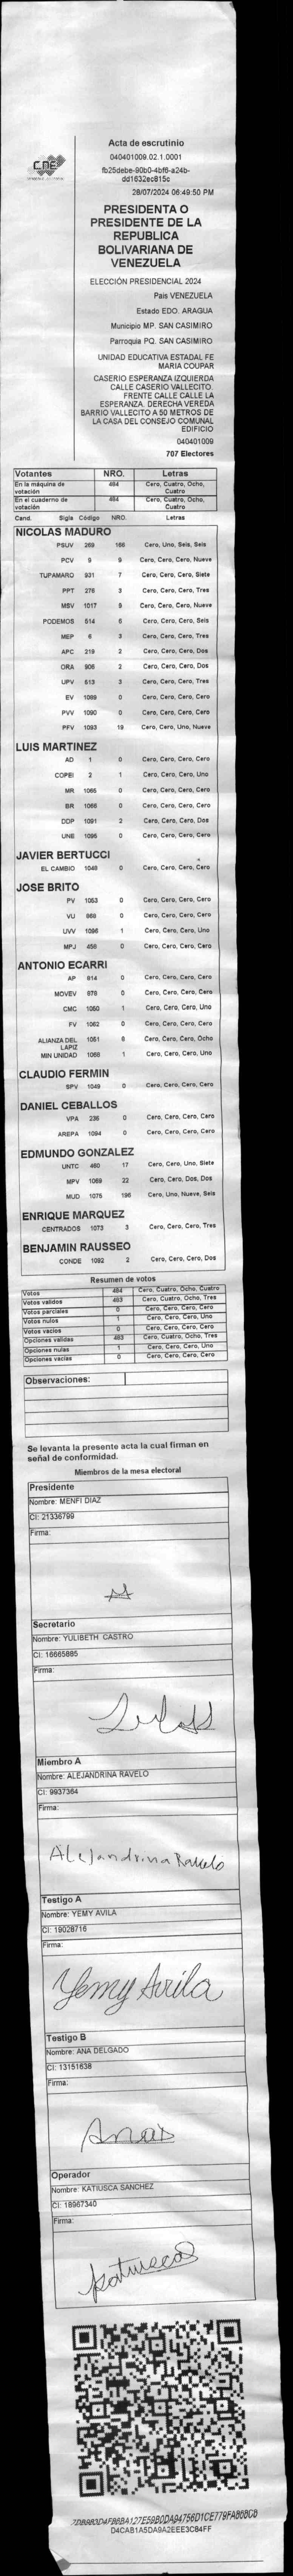 CNE
Acta de escrutinio
040401009.02.1.0001
fb25debe-90b0-4bf6-a24b-
dd1632ec815c
28/07/2024 06:49:50 PM
PRESIDENTA O
PRESIDENTE DE LA
REPUBLICA
BOLIVARIANA DE
VENEZUELA
ELECCIÓN PRESIDENCIAL 2024
Pais VENEZUELA
Estado EDO. ARAGUA
Municipio MP. SAN CASIMIRO
Parroquia PQ. SAN CASIMIRO
UNIDAD EDUCATIVA ESTADAL FE
MARIA COUPAR
CASERIO ESPERANZA IZQUIERDA
CALLE CASERIO VALLECITO.
FRENTE CALLE CALLE LA
ESPERANZA. DERECHA VEREDA
BARRIO VALLECITO A 50 METROS DE
LA CASA DEL CONSEJO COMUNAL
EDIFICIO
040401009
707 Electores
Votantes NRO. Letras
En la máquina de votación 484 Cero, Cuatro, Ocho, Cuatro
En el cuaderno de votación 484 Cero, Cuatro, Ocho, Cuatro
Cand. Sigla Código NRO. Letras
NICOLAS MADURO
PSUV 269 166 Cero, Uno, Seis, Seis
PCV 9 9 Cero, Cero, Cero, Nueve
TUPAMARO 931 7 Cero, Cero, Cero, Siete
PPT 276 3 Cero, Cero, Cero, Tres
MSV 1017 9 Cero, Cero, Cero, Nueve
PODEMOS 514 6 Cero, Cero, Cero, Seis
MEP 6 3 Cero, Cero, Cero, Tres
APC 219 2 Cero, Cero, Cero, Dos
ORA 906 2 Cero, Cero, Cero, Dos
UPV 513 3 Cero, Cero, Cero, Tres
EV 1089 0 Cero, Cero, Cero, Cero
PVV 1090 0 Cero, Cero, Cero, Cero
PFV 1093 19 Cero, Cero, Uno, Nueve
LUIS MARTINEZ
AD 1 0 Cero, Cero, Cero, Cero
COPEI 2 1 Cero, Cero, Cero, Uno
MR 1065 0 Cero, Cero, Cero, Cero
BR 1066 0 Cero, Cero, Cero, Cero
DDP 1091 2 Cero, Cero, Cero, Dos
UNE 1095 0 Cero, Cero, Cero, Cero
JAVIER BERTUCCI
EL CAMBIO 1048 0 Cero, Cero, Cero, Cero
JOSE BRITO
PV 1053 0 Cero, Cero, Cero, Cero
VU 868 0 Cero, Cero, Cero, Cero
UVV 1096 1 Cero, Cero, Cero, Uno
MPJ 458 0 Cero, Cero, Cero, Cero
ANTONIO ECARRI
AP 814 0 Cero, Cero, Cero, Cero
MOVEV 878 0 Cero, Cero, Cero, Cero
CMC 1050 1 Cero, Cero, Cero, Uno
FV 1062 0 Cero, Cero, Cero, Cero
ALIANZA DEL LAPIZ 1051 8 Cero, Cero, Cero, Ocho
MIN UNIDAD 1068 1 Cero, Cero, Cero, Uno
CLAUDIO FERMIN
SPV 1049 0 Cero, Cero, Cero, Cero
DANIEL CEBALLOS
VPA 236 0 Cero, Cero, Cero, Cero
AREPA 1094 0 Cero, Cero, Cero, Cero
EDMUNDO GONZALEZ
UNTC 460 17 Cero, Cero, Uno, Siete
MPV 1069 22 Cero, Cero, Dos, Dos
MUD 1075 196 Cero, Uno, Nueve, Seis
ENRIQUE MARQUEZ
CENTRADOS 1073 3 Cero, Cero, Cero, Tres
BENJAMIN RAUSSEO
CONDE 1092 2 Cero, Cero, Cero, Dos
Resumen de votos
Votos 484 Cero, Cuatro, Ocho, Cuatro
Votos validos 483 Cero, Cuatro, Ocho, Tres
Votos parciales 0 Cero, Cero, Cero, Cero
Votos nulos 1 Cero, Cero, Cero, Uno
Votos vacios 0 Cero, Cero, Cero, Cero
Opciones válidas 483 Cero, Cuatro, Ocho, Tres
Opciones nulas 1 Cero, Cero, Cero, Uno
Opciones vacías 0 Cero, Cero, Cero, Cero
Observaciones:
Se levanta la presente acta la cual firman en
señal de conformidad.
Miembros de la mesa electoral
Presidente
Nombre: MENFI DIAZ
CI: 21336799
Firma:
Secretario
Nombre: YULIBETH CASTRO
CI: 16665885
Firma:
Miembro A
Nombre: ALEJANDRINA RAVELO
CI: 9937364
Firma:
Alejandrina Ravelo
Testigo A
Nombre: YEMY AVILA
CI: 19028716
Firma:
Yemy Avila
Testigo B
Nombre: ANA DELGADO
CI: 13151638
Firma:
Operador
Nombre: KATIUSCA SANCHEZ
CI: 18967340
Firma:
D4CAB1A5DA9A2EEE3C84FF